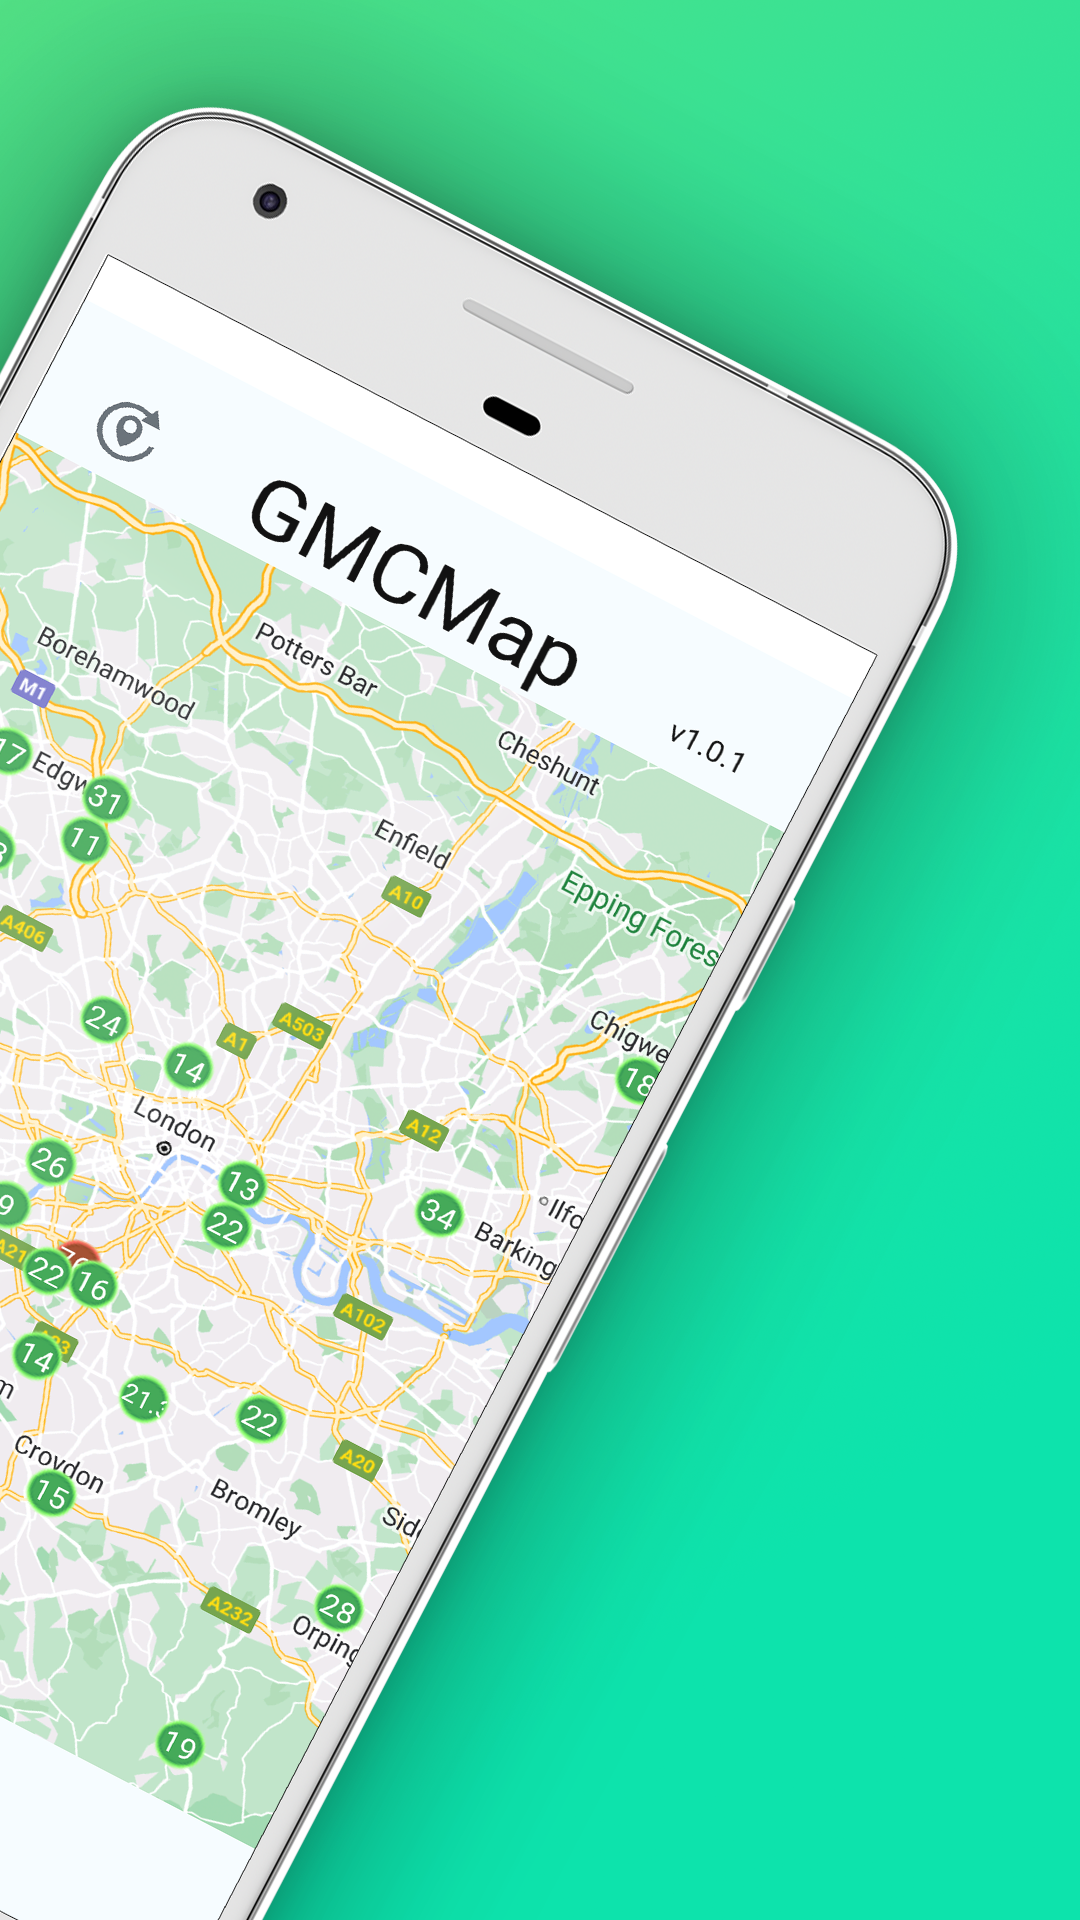 GMCMap
v1.0.1
Potters Bar
Borehamwood
M1
Cheshunt
17
Edgw
31
11
Enfield
A10
Epping Fores
A406
24
A503
A1
Chigwe
14
18
London
A12
26
13
9
22
34
Ilfo
Barking
A21
22
16
A102
14
21.3
22
A20
Croydon
15
Bromley
Sid
A232
28
Orping
19